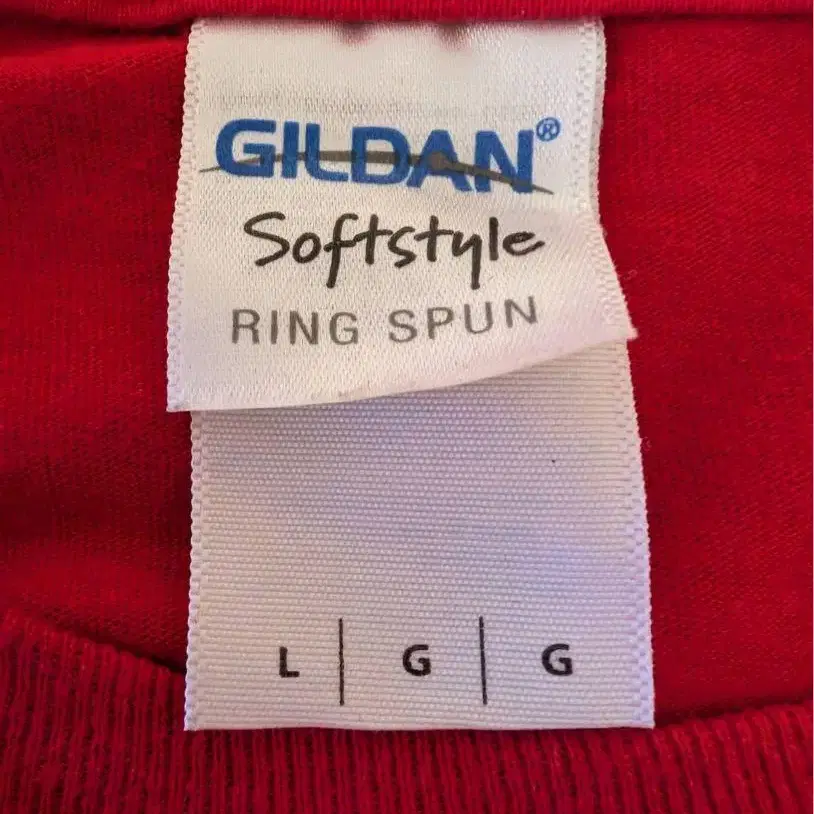 GILDAN®
Softstyle
RING SPUN
L | G | G